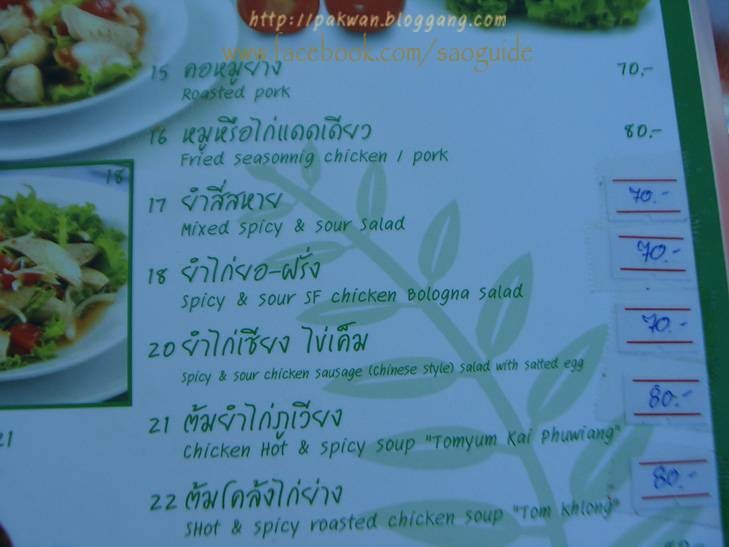 http://pakwan.bloggang.com
www.facebook.com/saoguide
15 คอหมูย่าง 70,-
Roasted pork
16 หมูหรือไก่แดดเดียว 80,-
Fried seasonnig chicken / pork
18
17 ยำสี่สหาย 70.-
Mixed spicy & sour salad
18 ยำไก่ยอ-ฝรั่ง 70.-
Spicy & sour SF chicken Bologna salad
20 ยำไก่เชียง ไข่เค็ม 70.-
Spicy & sour chicken sausage (chinese style) salad with salted egg
21 ต้มยำไก่ภูเวียง 80.-
Chicken Hot & spicy soup "Tomyum Kai Phuwiang"
21
22 ต้มโคล้งไก่ย่าง 80.-
SHot & spicy roasted chicken soup "Tom Khlong"